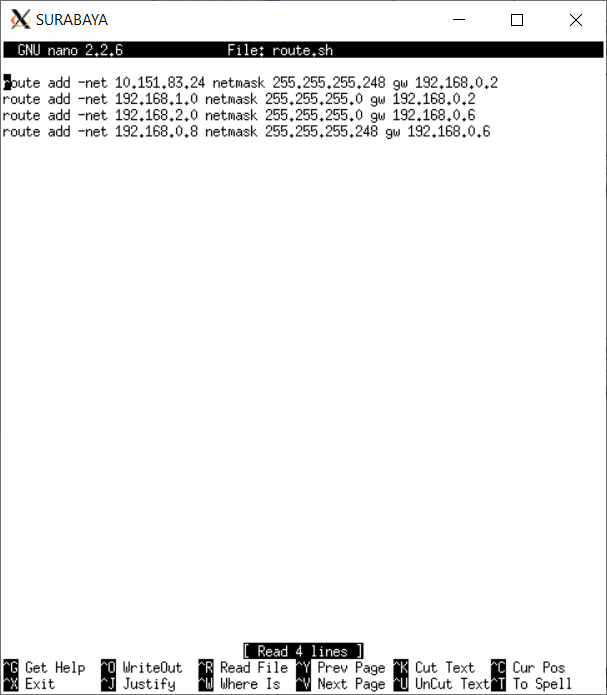 SURABAYA
GNU nano 2.2.6 File: route.sh
route add -net 10.151.83.24 netmask 255.255.255.248 gw 192.168.0.2
route add -net 192.168.1.0 netmask 255.255.255.0 gw 192.168.0.2
route add -net 192.168.2.0 netmask 255.255.255.0 gw 192.168.0.6
route add -net 192.168.0.8 netmask 255.255.255.248 gw 192.168.0.6
[ Read 4 lines ]
^G Get Help ^O WriteOut ^R Read File ^Y Prev Page ^K Cut Text ^C Cur Pos
^X Exit ^J Justify ^W Where Is ^V Next Page ^U UnCut Text ^T To Spell